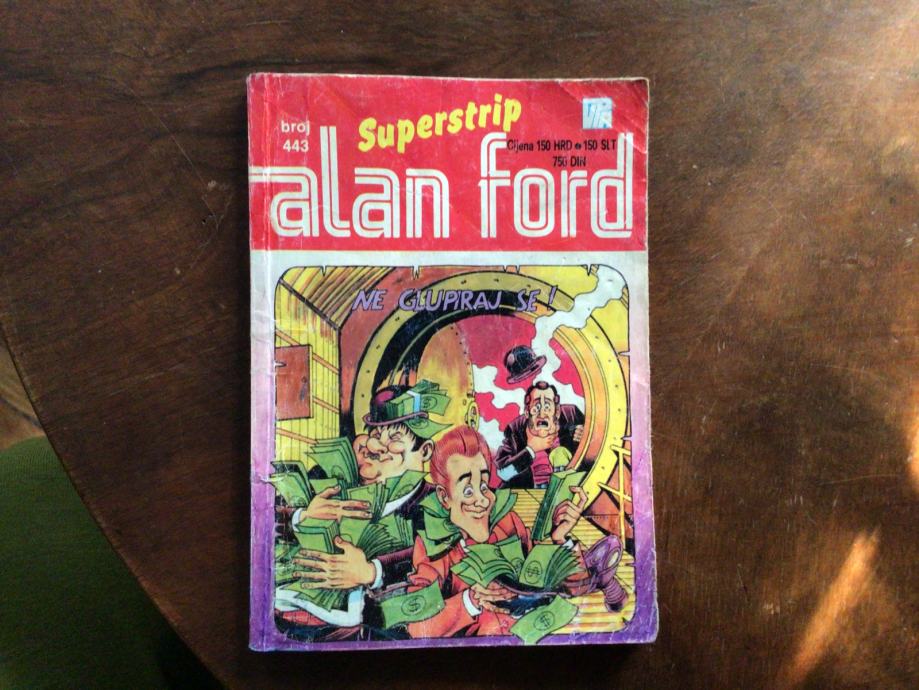 Superstrip
broj
443
Cijena 150 HRD • 150 SLT
750 DIN
alan ford
NE GLUPIRAJ SE!